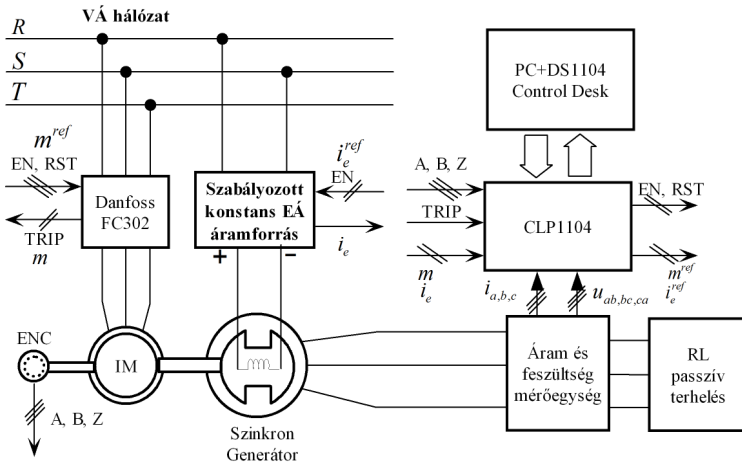 VÁ hálózat
R
S
T
m^ref
EN, RST
Danfoss
FC302
TRIP
m
Szabályozott
konstans EÁ
áramforrás
+ −
i_e^ref
EN
i_e
PC+DS1104
Control Desk
A, B, Z
TRIP
m
i_e
CLP1104
EN, RST
m^ref
i_e^ref
i_a,b,c
u_ab,bc,ca
ENC
IM
A, B, Z
Szinkron
Generátor
Áram és
feszültség
mérőegység
RL
passzív
terhelés